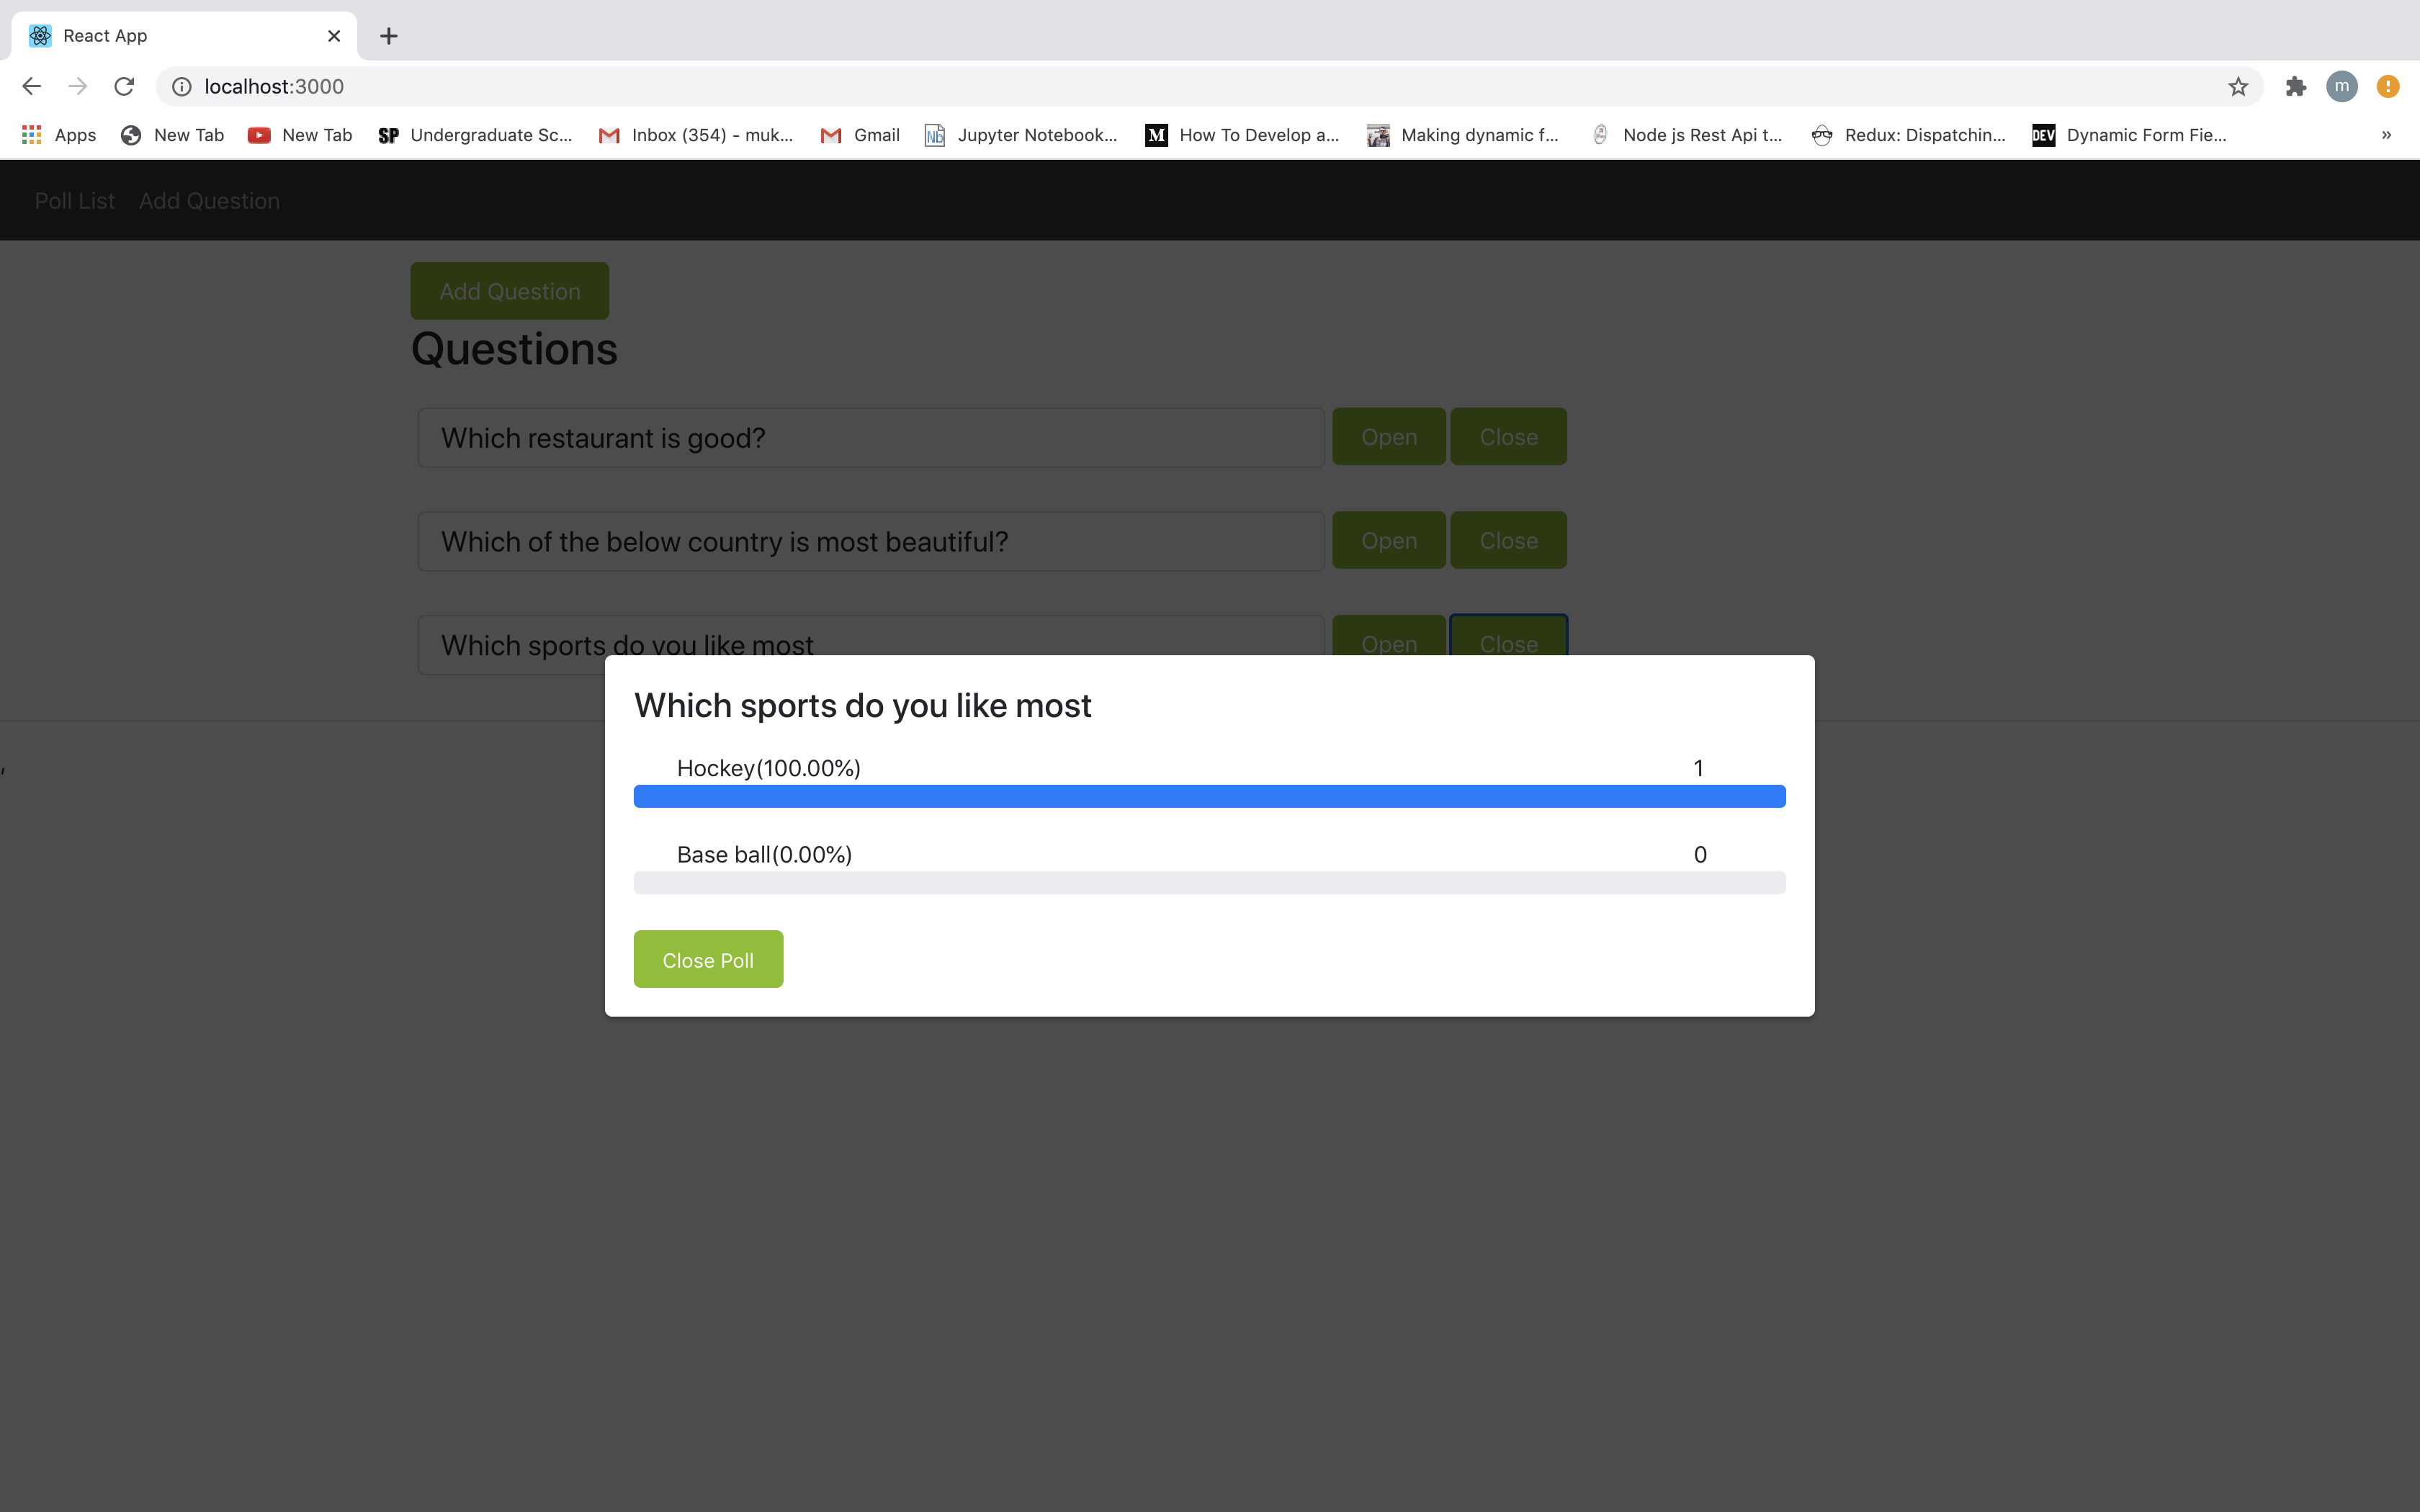 React App
localhost:3000
m
Apps New Tab New Tab SP Undergraduate Sc... Inbox (354) - muk... Gmail Nb Jupyter Notebook... M How To Develop a... Making dynamic f... Node js Rest Api t... Redux: Dispatchin... DEV Dynamic Form Fie... »
Poll List Add Question
Add Question
Questions
Which restaurant is good? Open Close
Which of the below country is most beautiful? Open Close
Which sports do you like most Open Close
Which sports do you like most
,
Hockey(100.00%) 1
Base ball(0.00%) 0
Close Poll